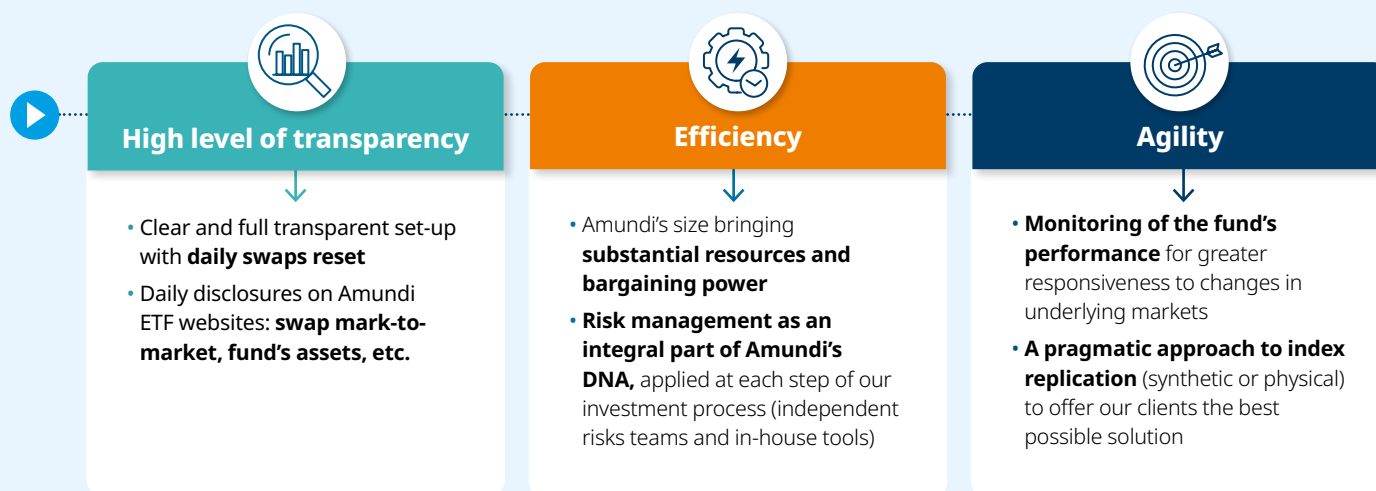 High level of transparency
• Clear and full transparent set-up
with daily swaps reset
• Daily disclosures on Amundi
ETF websites: swap mark-to-
market, fund's assets, etc.
Efficiency
• Amundi's size bringing
substantial resources and
bargaining power
• Risk management as an
integral part of Amundi's
DNA, applied at each step of our
investment process (independent
risks teams and in-house tools)
Agility
• Monitoring of the fund's
performance for greater
responsiveness to changes in
underlying markets
• A pragmatic approach to index
replication (synthetic or physical)
to offer our clients the best
possible solution